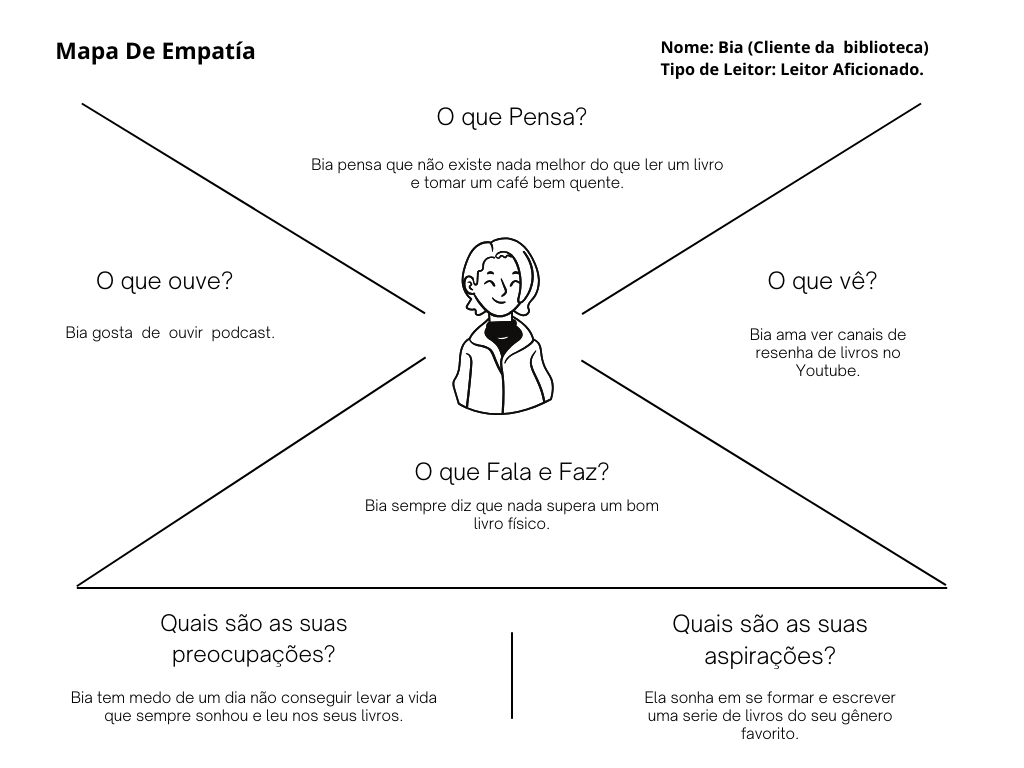 Mapa De Empatía
Nome: Bia (Cliente da biblioteca)
Tipo de Leitor: Leitor Aficionado.
O que Pensa?
Bia pensa que não existe nada melhor do que ler um livro
e tomar um café bem quente.
O que ouve?
Bia gosta de ouvir podcast.
O que vê?
Bia ama ver canais de
resenha de livros no
Youtube.
O que Fala e Faz?
Bia sempre diz que nada supera um bom
livro físico.
Quais são as suas
preocupações?
Bia tem medo de um dia não conseguir levar a vida
que sempre sonhou e leu nos seus livros.
Quais são as suas
aspirações?
Ela sonha em se formar e escrever
uma serie de livros do seu gênero
favorito.